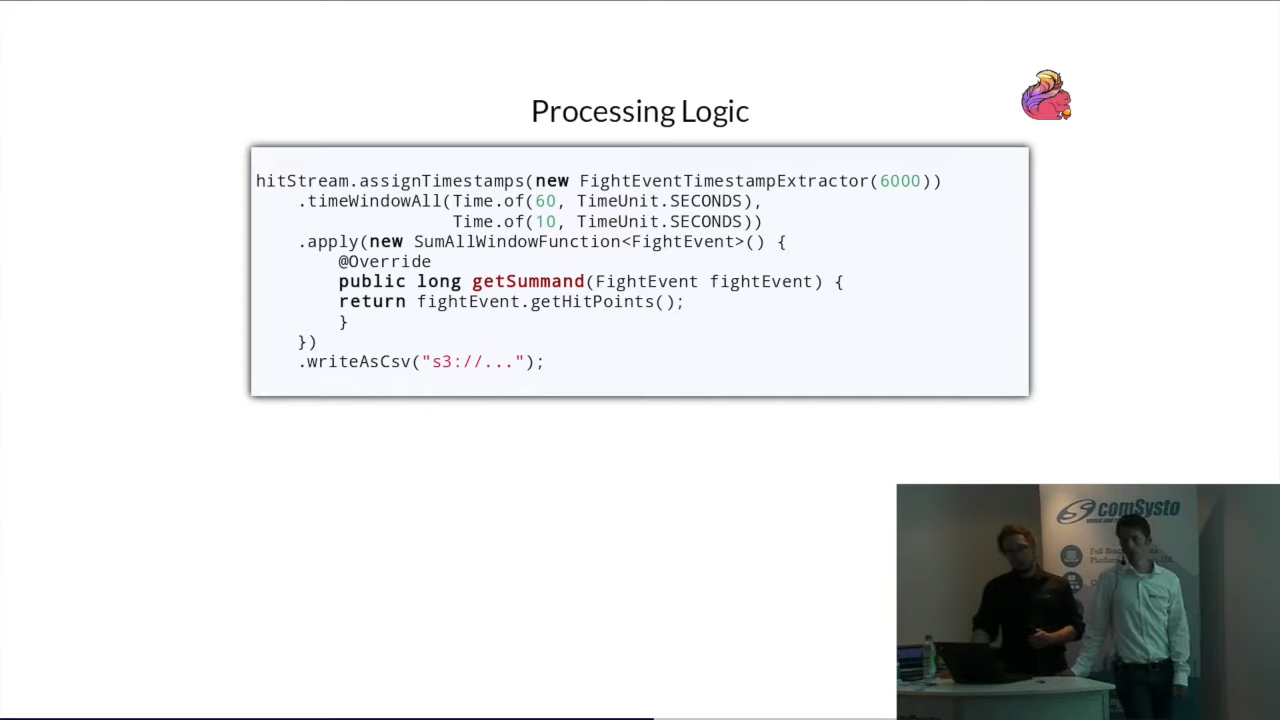 Processing Logic
hitStream.assignTimestamps(new FightEventTimestampExtractor(6000))
.timeWindowAll(Time.of(60, TimeUnit.SECONDS),
Time.of(10, TimeUnit.SECONDS))
.apply(new SumAllWindowFunction<FightEvent>() {
@Override
public long getSummand(FightEvent fightEvent) {
return fightEvent.getHitPoints();
}
})
.writeAsCsv("s3://...");
comSysto